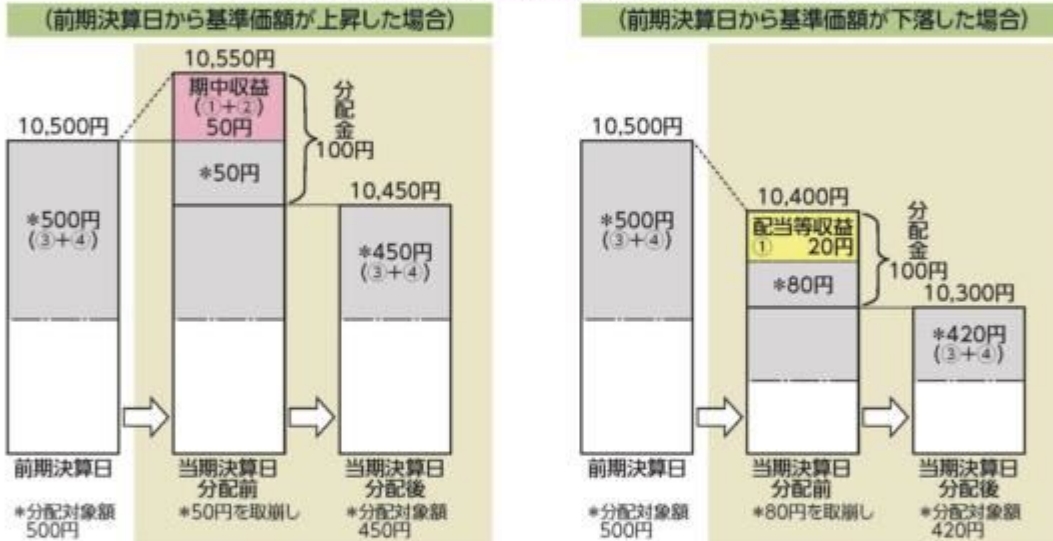 (前期決算日から基準価額が上昇した場合)
10,550円
期中収益
(①+②)
50円
分配金
100円
10,500円
*50円
10,450円
*500円
(③+④)
*450円
(③+④)
前期決算日
当期決算日
分配前
当期決算日
分配後
*分配対象額
500円
*50円を取崩し
*分配対象額
450円
(前期決算日から基準価額が下落した場合)
10,500円
*500円
(③+④)
10,400円
配当等収益
① 20円
分配金
100円
*80円
10,300円
*420円
(③+④)
前期決算日
当期決算日
分配前
当期決算日
分配後
*分配対象額
500円
*80円を取崩し
*分配対象額
420円